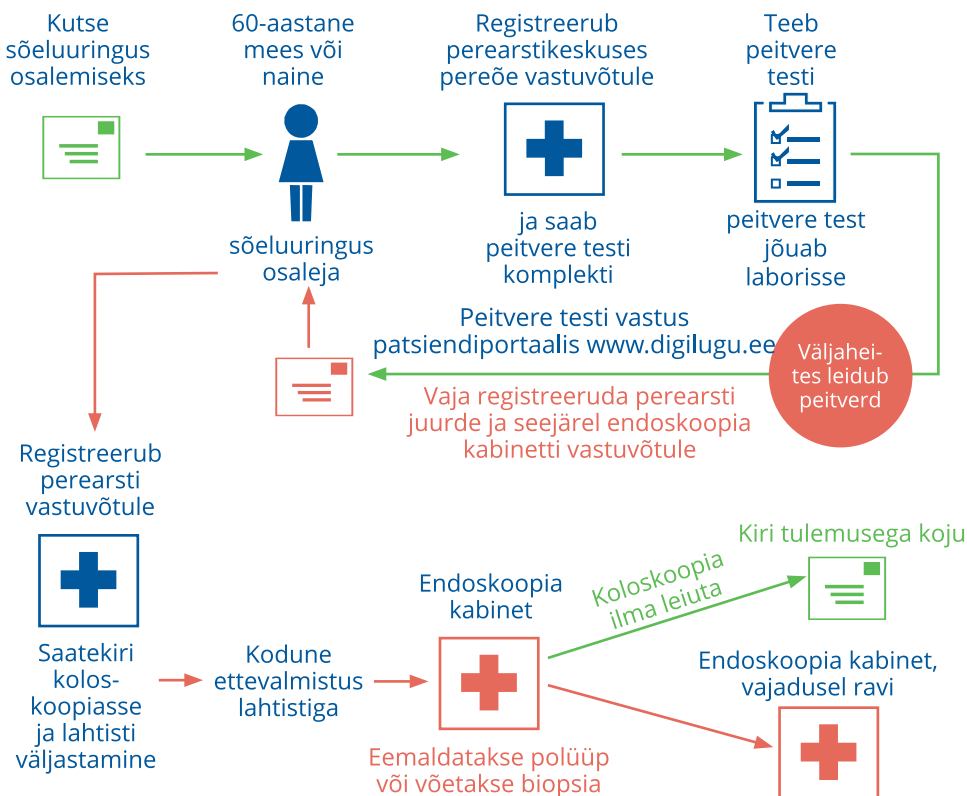 Kutse
sõeluuringus
osalemiseks
60-aastane
mees või
naine
sõeluuringus
osaleja
Registreerub
perearstikeskuses
pereõe vastuvõtule
ja saab
peitvere testi
komplekti
Teeb
peitvere
testi
peitvere test
jõuab
laborisse
Peitvere testi vastus
patsiendiportaalis www.digilugu.ee
Väljahei-
tes leidub
peitverd
Vaja registreeruda perearsti
juurde ja seejärel endoskoopia
kabinetti vastuvõtule
Registreerub
perearsti
vastuvõtule
Saatekiri
kolos-
koopiasse
ja lahtisti
väljastamine
Kodune
ettevalmistus
lahtistiga
Endoskoopia
kabinet
Eemaldatakse polüüp
või võetakse biopsia
Koloskoopia
ilma leiuta
Kiri tulemusega koju
Endoskoopia kabinet,
vajadusel ravi